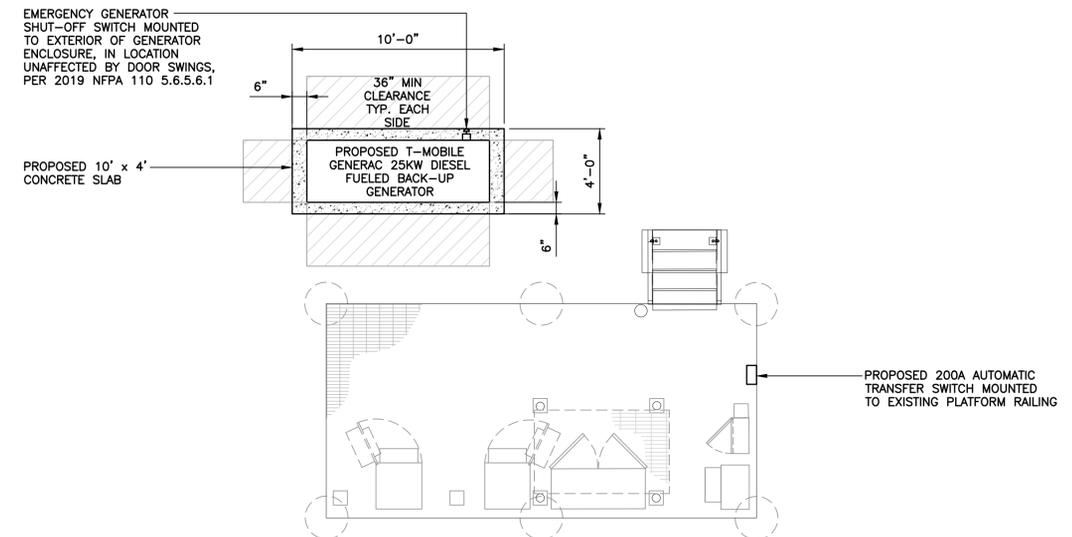 EMERGENCY GENERATOR
SHUT-OFF SWITCH MOUNTED
TO EXTERIOR OF GENERATOR
ENCLOSURE, IN LOCATION
UNAFFECTED BY DOOR SWINGS,
PER 2019 NFPA 110 5.6.5.6.1
10'-0"
6"
36" MIN
CLEARANCE
TYP. EACH
SIDE
PROPOSED T-MOBILE
GENERAC 25KW DIESEL
FUELED BACK-UP
GENERATOR
PROPOSED 10' x 4'
CONCRETE SLAB
4'-0"
6"
PROPOSED 200A AUTOMATIC
TRANSFER SWITCH MOUNTED
TO EXISTING PLATFORM RAILING